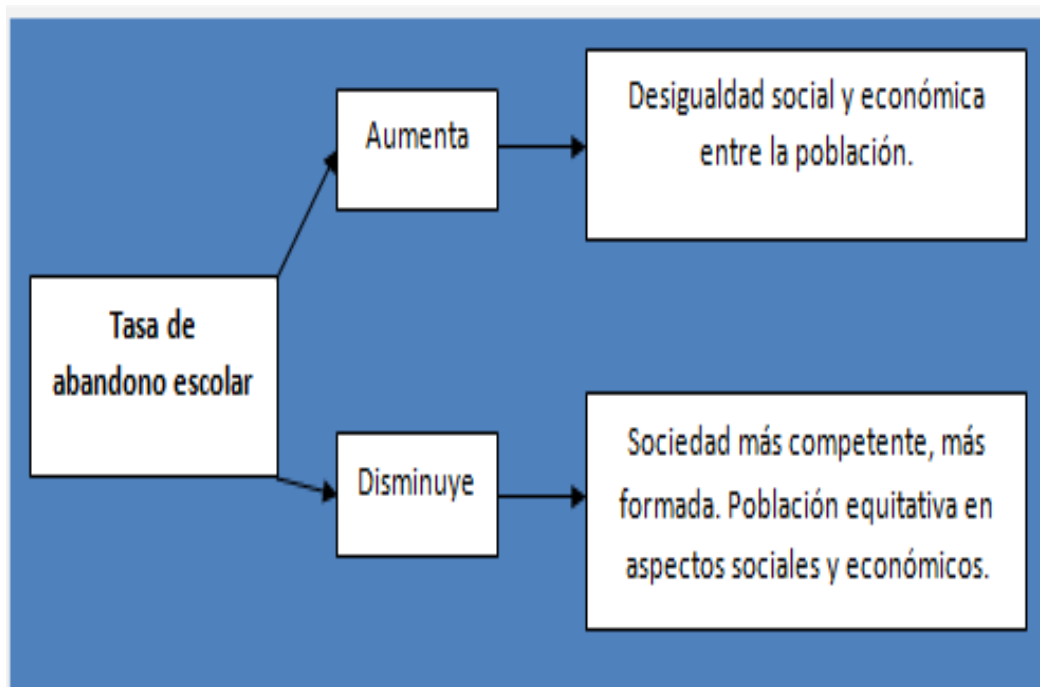 Desigualdad social y económica
entre la población.
Aumenta
Tasa de
abandono escolar
Disminuye
Sociedad más competente, más
formada. Población equitativa en
aspectos sociales y económicos.